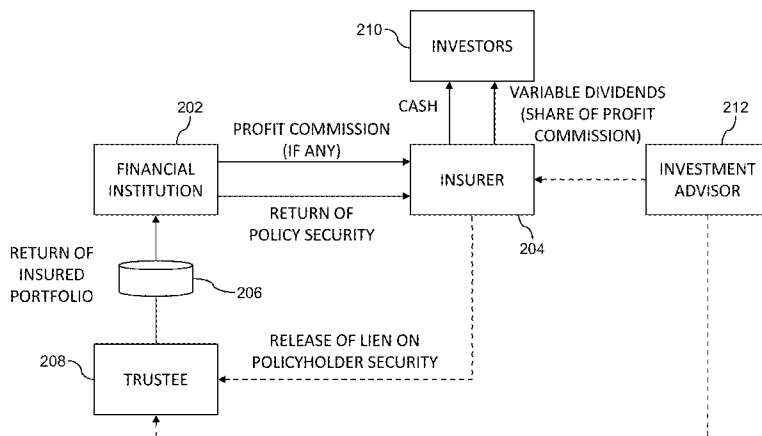 210
INVESTORS
CASH
VARIABLE DIVIDENDS
(SHARE OF PROFIT
COMMISSION)
202
PROFIT COMMISSION
(IF ANY)
212
FINANCIAL
INSTITUTION
INSURER
INVESTMENT
ADVISOR
RETURN OF
POLICY SECURITY
204
RETURN OF
INSURED
PORTFOLIO
206
RELEASE OF LIEN ON
POLICYHOLDER SECURITY
208
TRUSTEE